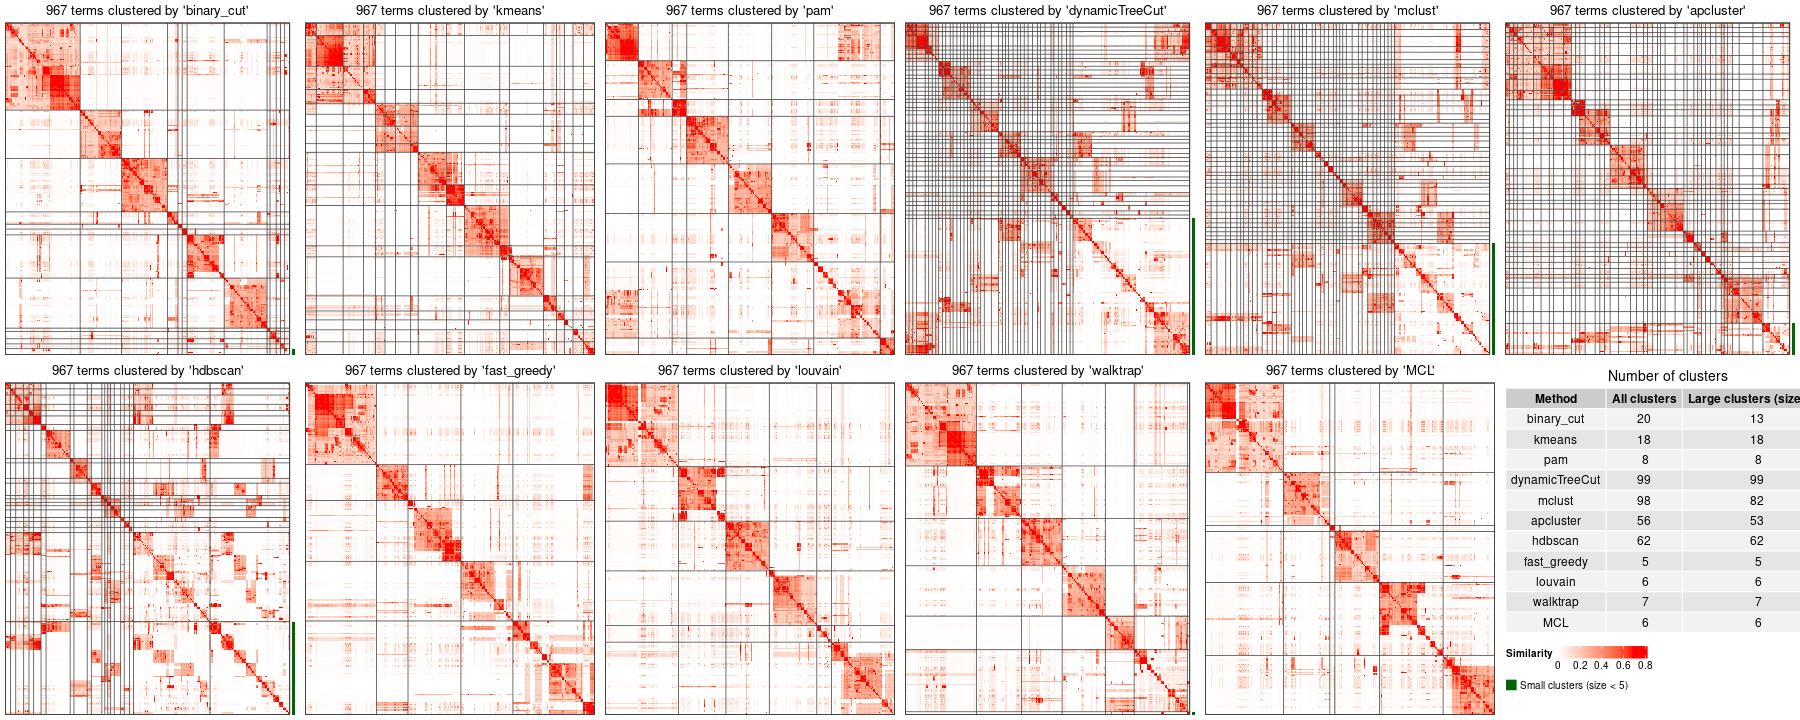 967 terms clustered by 'binary_cut'
967 terms clustered by 'kmeans'
967 terms clustered by 'pam'
967 terms clustered by 'dynamicTreeCut'
967 terms clustered by 'mclust'
967 terms clustered by 'apcluster'
967 terms clustered by 'hdbscan'
967 terms clustered by 'fast_greedy'
967 terms clustered by 'louvain'
967 terms clustered by 'walktrap'
967 terms clustered by 'MCL'
Number of clusters
Method All clusters Large clusters (size
binary_cut 20 13
kmeans 18 18
pam 8 8
dynamicTreeCut 99 99
mclust 98 82
apcluster 56 53
hdbscan 62 62
fast_greedy 5 5
louvain 6 6
walktrap 7 7
MCL 6 6
Similarity
0 0.2 0.4 0.6 0.8
Small clusters (size < 5)